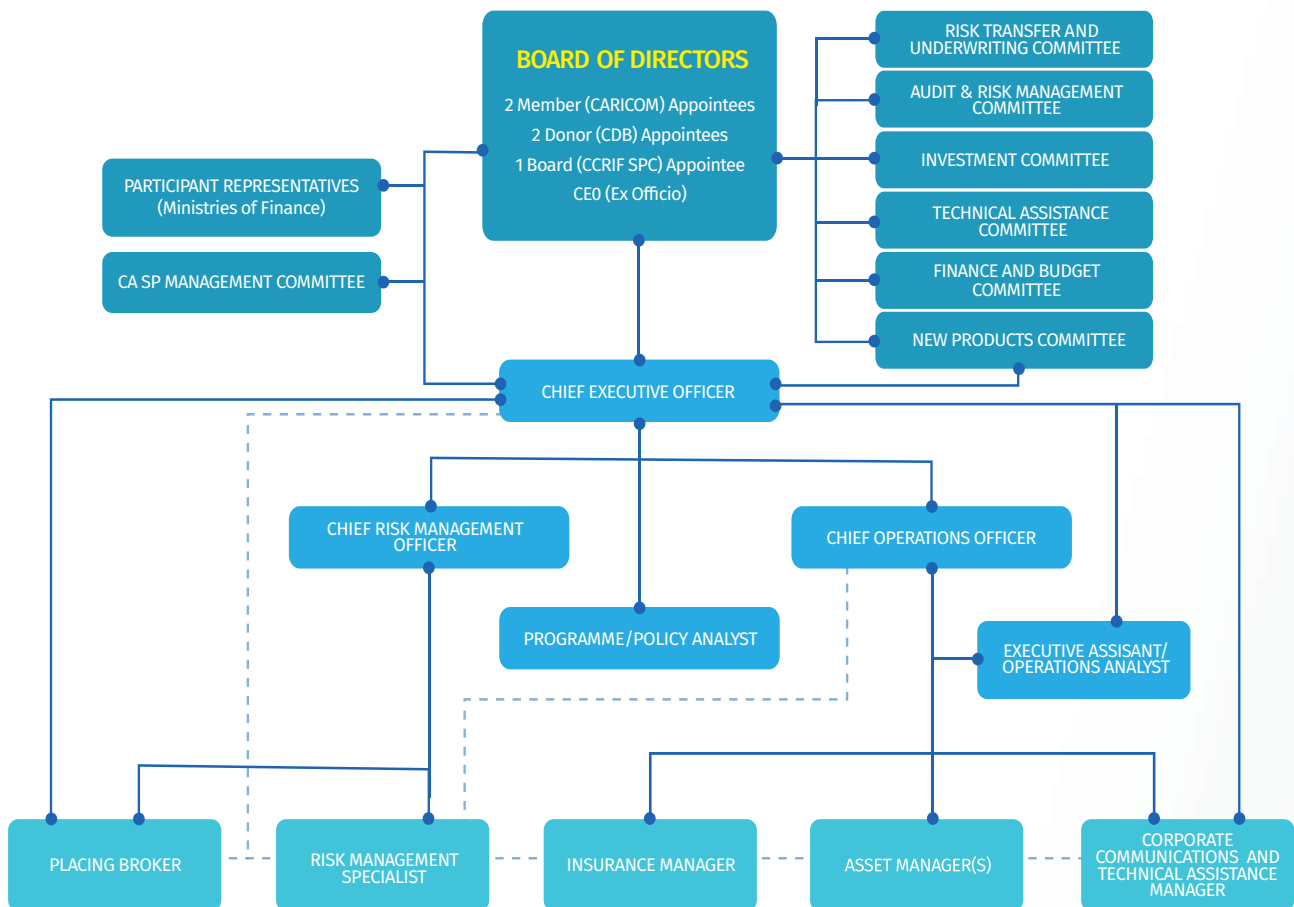 BOARD OF DIRECTORS
2 Member (CARICOM) Appointees
2 Donor (CDB) Appointees
1 Board (CCRIF SPC) Appointee
CE0 (Ex Officio)
RISK TRANSFER AND
UNDERWRITING COMMITTEE
AUDIT & RISK MANAGEMENT
COMMITTEE
INVESTMENT COMMITTEE
TECHNICAL ASSISTANCE
COMMITTEE
FINANCE AND BUDGET
COMMITTEE
NEW PRODUCTS COMMITTEE
PARTICIPANT REPRESENTATIVES
(Ministries of Finance)
CA SP MANAGEMENT COMMITTEE
CHIEF EXECUTIVE OFFICER
CHIEF RISK MANAGEMENT
OFFICER
CHIEF OPERATIONS OFFICER
PROGRAMME/POLICY ANALYST
EXECUTIVE ASSISANT/
OPERATIONS ANALYST
PLACING BROKER
RISK MANAGEMENT
SPECIALIST
INSURANCE MANAGER
ASSET MANAGER(S)
CORPORATE
COMMUNICATIONS AND
TECHNICAL ASSISTANCE
MANAGER